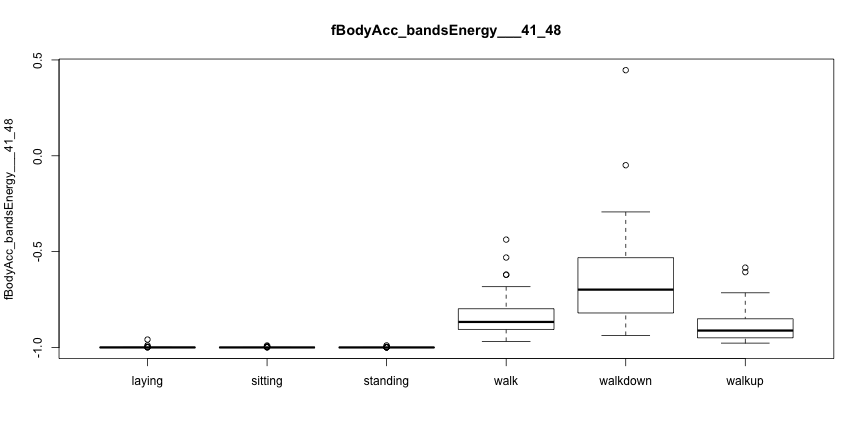 fBodyAcc_bandsEnergy___41_48
fBodyAcc_bandsEnergy___41_48
0.5
0.0
-0.5
-1.0
laying sitting standing walk walkdown walkup